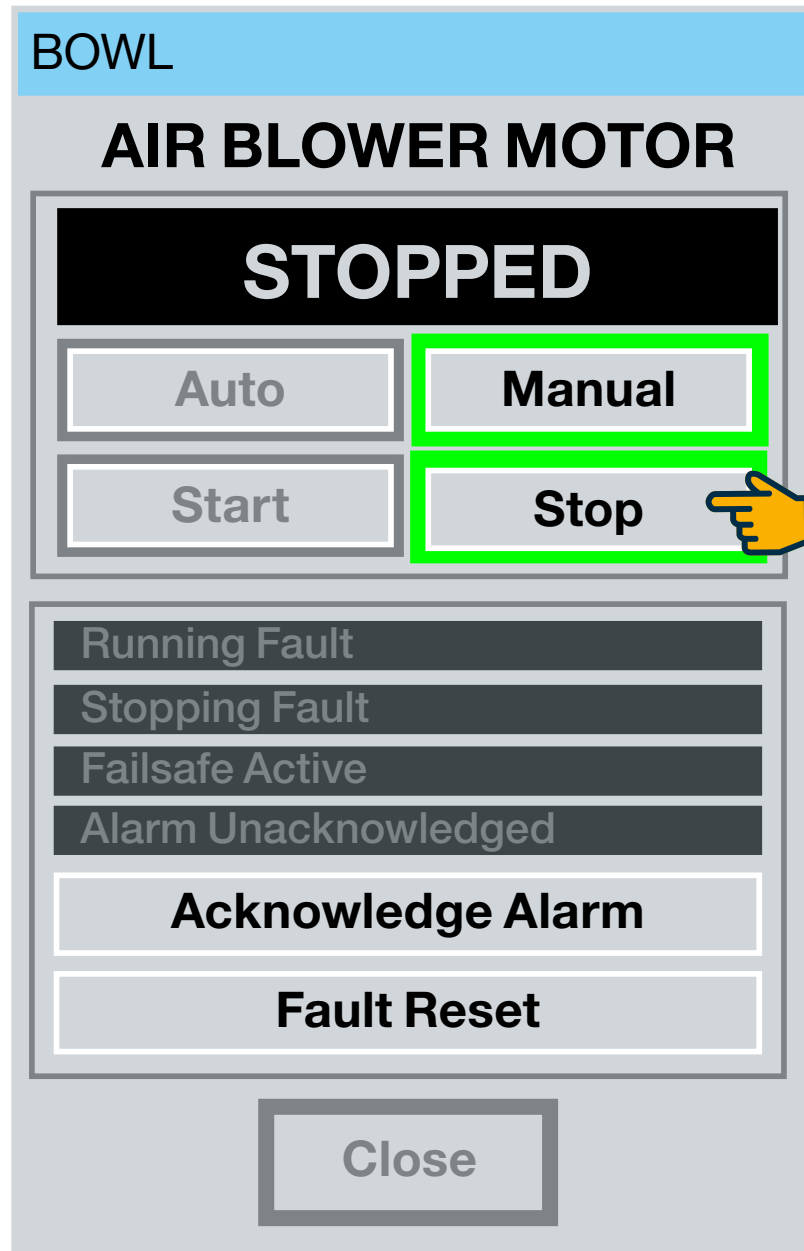 BOWL
AIR BLOWER MOTOR
STOPPED
Auto
Manual
Start
Stop
Running Fault
Stopping Fault
Failsafe Active
Alarm Unacknowledged
Acknowledge Alarm
Fault Reset
Close